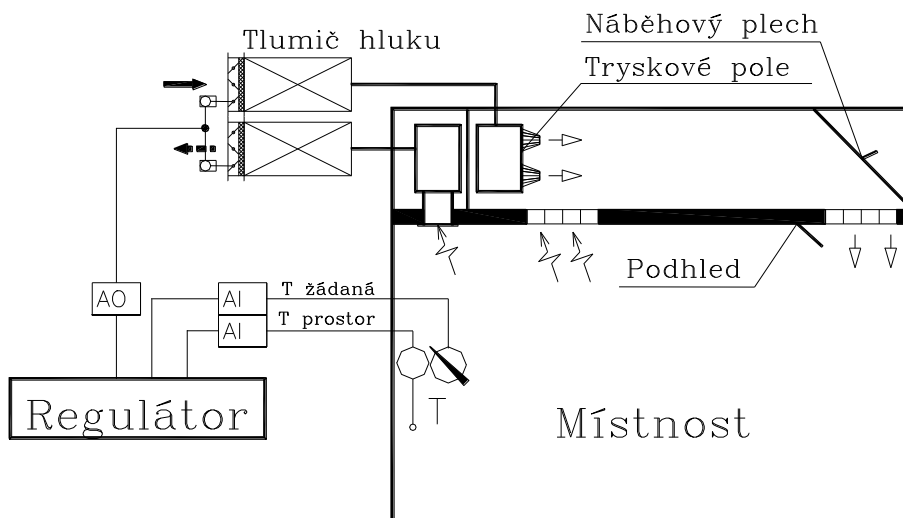 Náběhový plech
Tlumič hluku
Tryskové pole
Podhled
AO
AI
T žádaná
AI
T prostor
T
Regulátor
Místnost